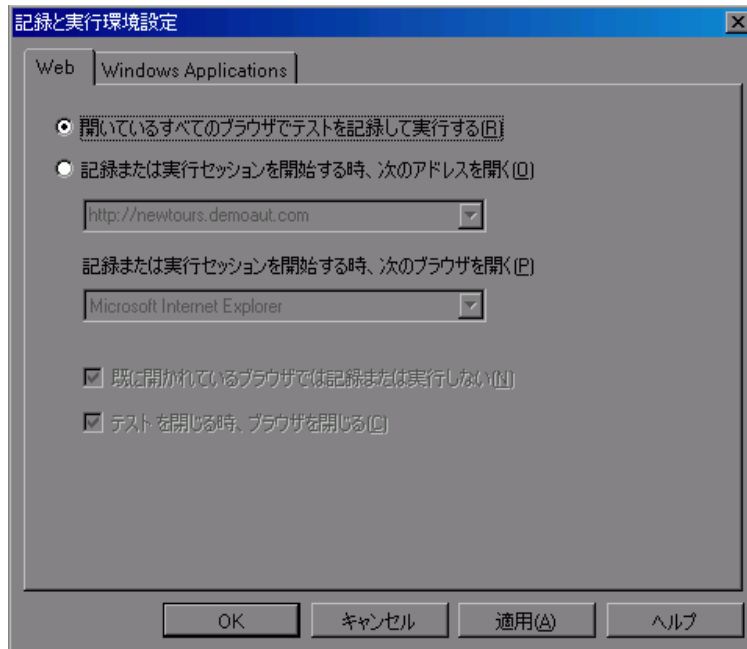 記録と実行環境設定
Web
Windows Applications
開いているすべてのブラウザでテストを記録して実行する(R)
記録または実行セッションを開始する時、次のアドレスを開く(O)
http://newtours.demoaut.com
記録または実行セッションを開始する時、次のブラウザを開く(P)
Microsoft Internet Explorer
既に開かれているブラウザでは記録または実行しない(N)
テストを閉じる時、ブラウザを閉じる(C)
OK
キャンセル
適用(A)
ヘルプ